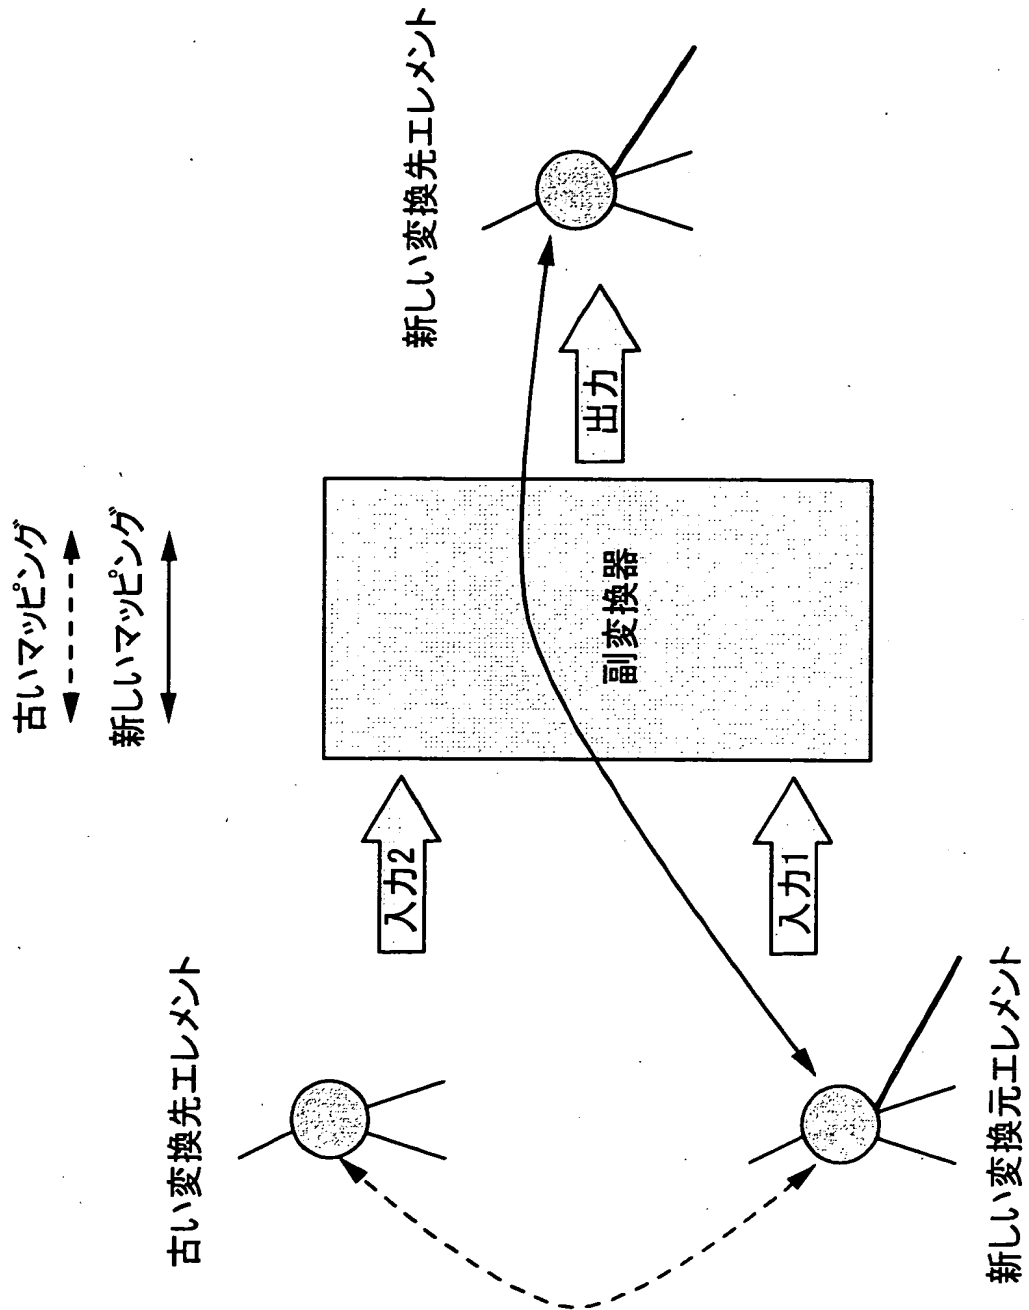 古いマッピング
新しいマッピング
古い変換先エレメント
入力2
副変換器
出力
新しい変換先エレメント
入力1
新しい変換元エレメント